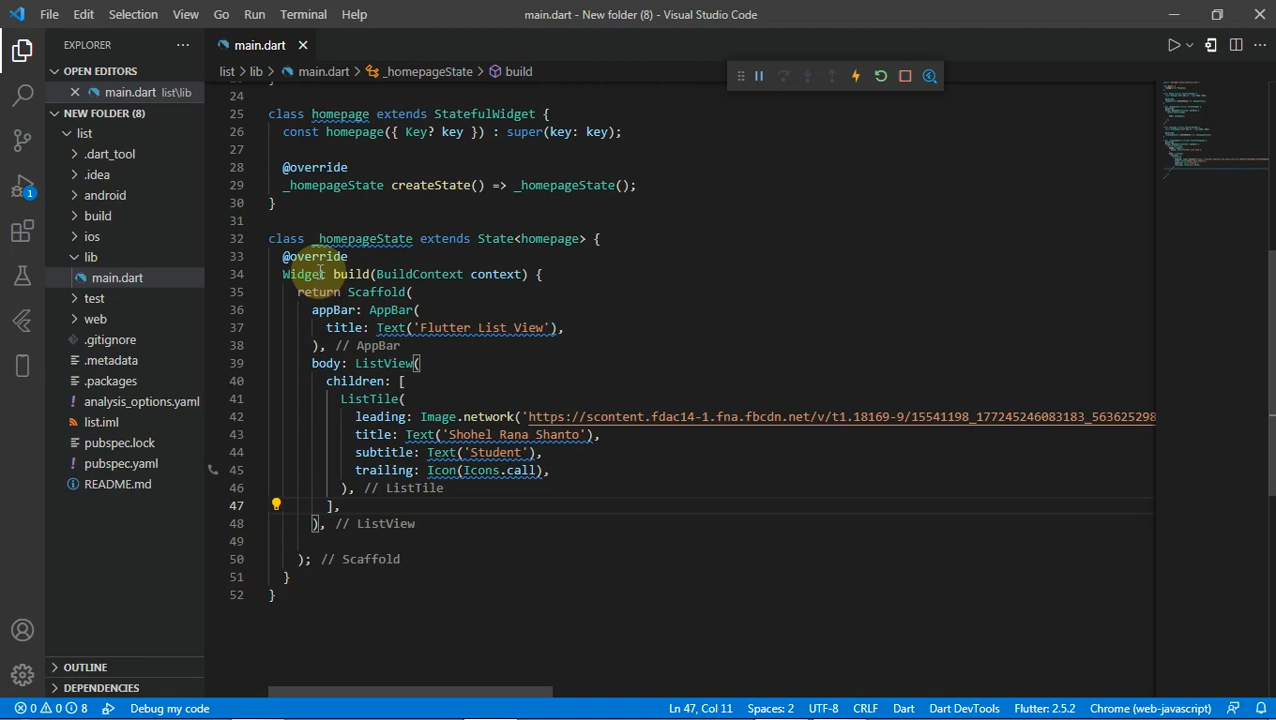 File Edit Selection View Go Run Terminal Help
main.dart - New folder (8) - Visual Studio Code
EXPLORER
OPEN EDITORS
main.dart list\lib
NEW FOLDER (8)
list
.dart_tool
.idea
android
build
ios
lib
main.dart
test
web
.gitignore
.metadata
.packages
analysis_options.yaml
list.iml
pubspec.lock
pubspec.yaml
README.md
OUTLINE
DEPENDENCIES
1
main.dart
list > lib > main.dart > _homepageState > build
24
25 class homepage extends StatefulWidget {
26 const homepage({ Key? key }) : super(key: key);
27
28 @override
29 _homepageState createState() => _homepageState();
30 }
31
32 class _homepageState extends State<homepage> {
33 @override
34 Widget build(BuildContext context) {
35 return Scaffold(
36 appBar: AppBar(
37 title: Text('Flutter List View'),
38 ), // AppBar
39 body: ListView(
40 children: [
41 ListTile(
42 leading: Image.network('https://scontent.fdac14-1.fna.fbcdn.net/v/t1.18169-9/15541198_177245246083183_563625298
43 title: Text('Shohel Rana Shanto'),
44 subtitle: Text('Student'),
45 trailing: Icon(Icons.call),
46 ), // ListTile
47 ],
48 ), // ListView
49
50 ); // Scaffold
51 }
52 }
0 0 8 Debug my code
Ln 47, Col 11 Spaces: 2 UTF-8 CRLF Dart Dart DevTools Flutter: 2.5.2 Chrome (web-javascript)